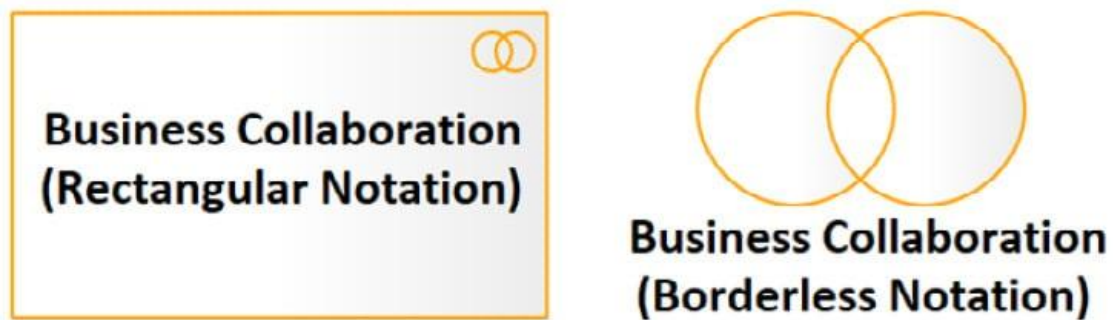 Business Collaboration
(Rectangular Notation)
Business Collaboration
(Borderless Notation)